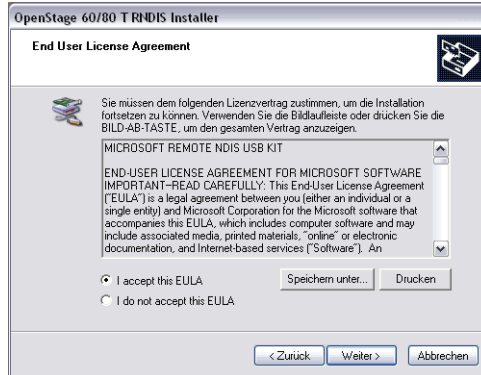 OpenStage 60/80 T RNDIS Installer
End User License Agreement
Sie müssen dem folgenden Lizenzvertrag zustimmen, um die Installation
fortsetzen zu können. Verwenden Sie die Bildlaufleiste oder drücken Sie die
BILD-AB-TASTE, um den gesamten Vertrag anzuzeigen.
MICROSOFT REMOTE NDIS USB KIT
END-USER LICENSE AGREEMENT FOR MICROSOFT SOFTWARE
IMPORTANT–READ CAREFULLY: This End-User License Agreement
("EULA") is a legal agreement between you (either an individual or a
single entity) and Microsoft Corporation for the Microsoft software that
accompanies this EULA, which includes computer software and may
include associated media, printed materials, "online" or electronic
documentation, and Internet-based services ("Software"). An
I accept this EULA
Speichern unter...
Drucken
I do not accept this EULA
< Zurück
Weiter >
Abbrechen